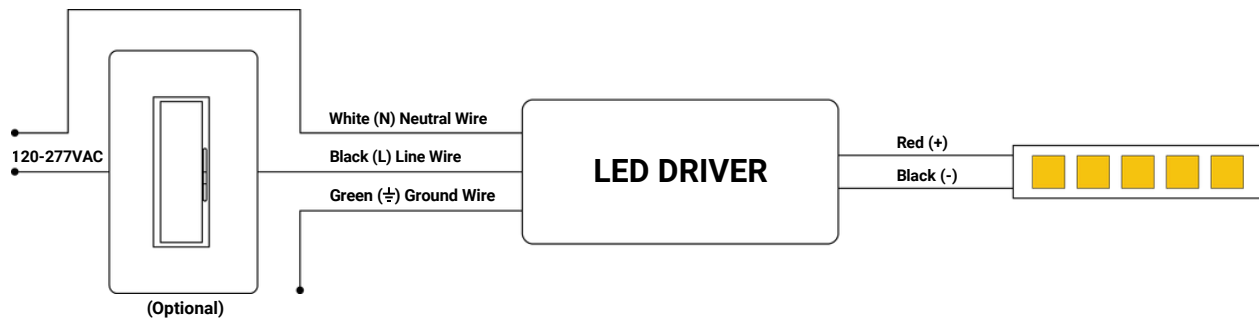 White (N) Neutral Wire
120-277VAC
Black (L) Line Wire
Green (⏚) Ground Wire
(Optional)
LED DRIVER
Red (+)
Black (-)